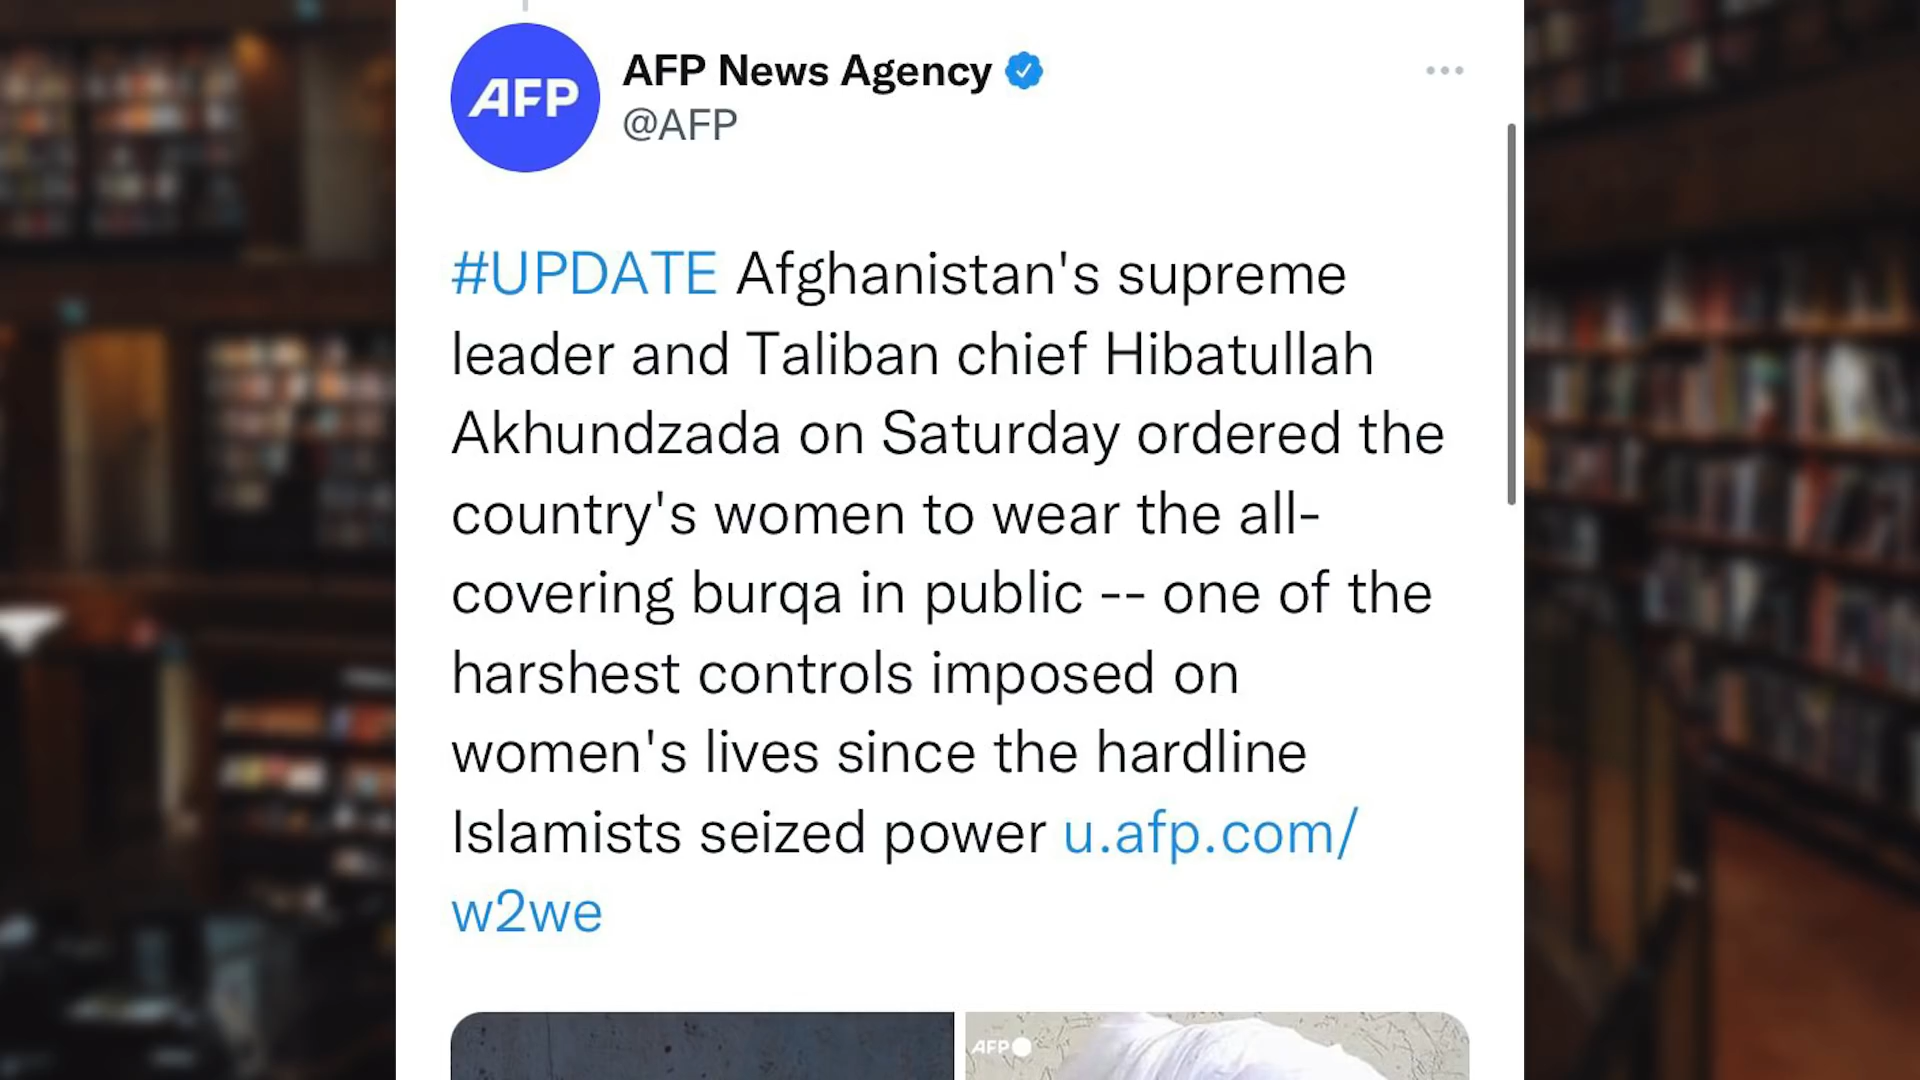 AFP
AFP News Agency
@AFP
#UPDATE Afghanistan's supreme
leader and Taliban chief Hibatullah
Akhundzada on Saturday ordered the
country's women to wear the all-
covering burqa in public -- one of the
harshest controls imposed on
women's lives since the hardline
Islamists seized power u.afp.com/
w2we
AFP